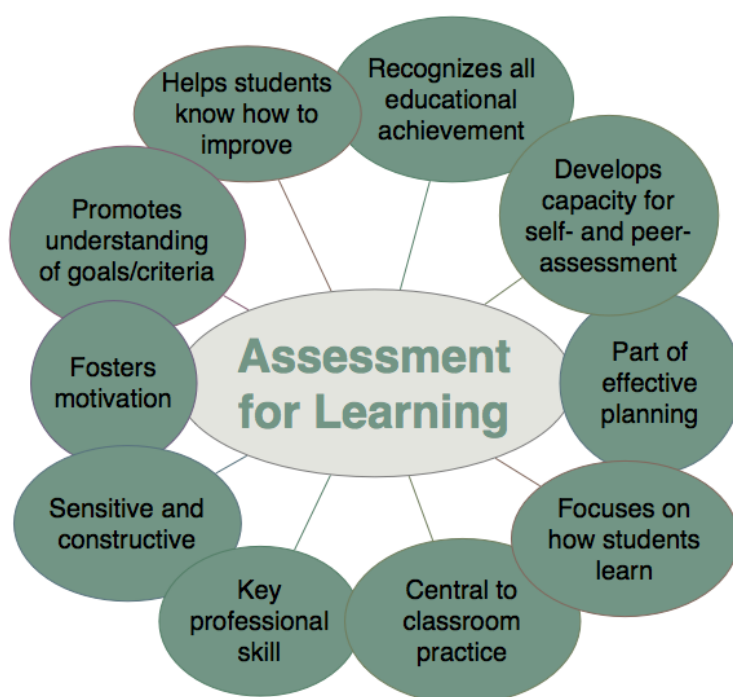 Assessment
for Learning
Recognizes all
educational
achievement
Develops
capacity for
self- and peer-
assessment
Part of
effective
planning
Focuses on
how students
learn
Central to
classroom
practice
Key
professional
skill
Sensitive and
constructive
Fosters
motivation
Promotes
understanding
of goals/criteria
Helps students
know how to
improve